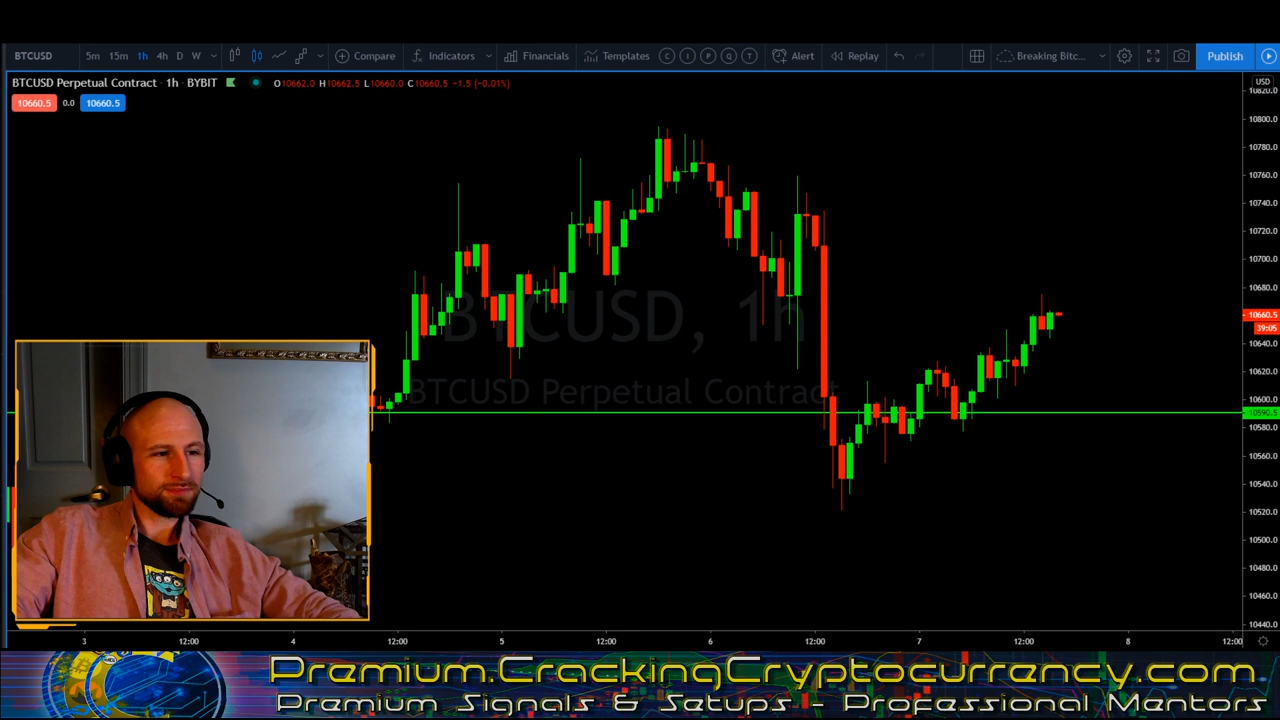 BTCUSD 5m 15m 1h 4h D W Compare Indicators Financials Templates C I P Q T Alert Replay Breaking Bitc... Publish
BTCUSD Perpetual Contract · 1h · BYBIT O10662.0 H10662.5 L10660.0 C10660.5 -1.5 (-0.01%)
USD
10660.5 0.0 10660.5
10820.0
10800.0
10780.0
10760.0
10740.0
10720.0
10700.0
10680.0
10660.5
39:05
10640.0
10620.0
10600.0
10590.5
10580.0
10560.0
10540.0
10520.0
10500.0
10480.0
10460.0
10440.0
BTCUSD, 1h
BTCUSD Perpetual Contract
3 12:00 4 12:00 5 12:00 6 12:00 7 12:00 8 12:00
Premium.CrackingCryptocurrency.com
Premium Signals & Setups - Professional Mentors